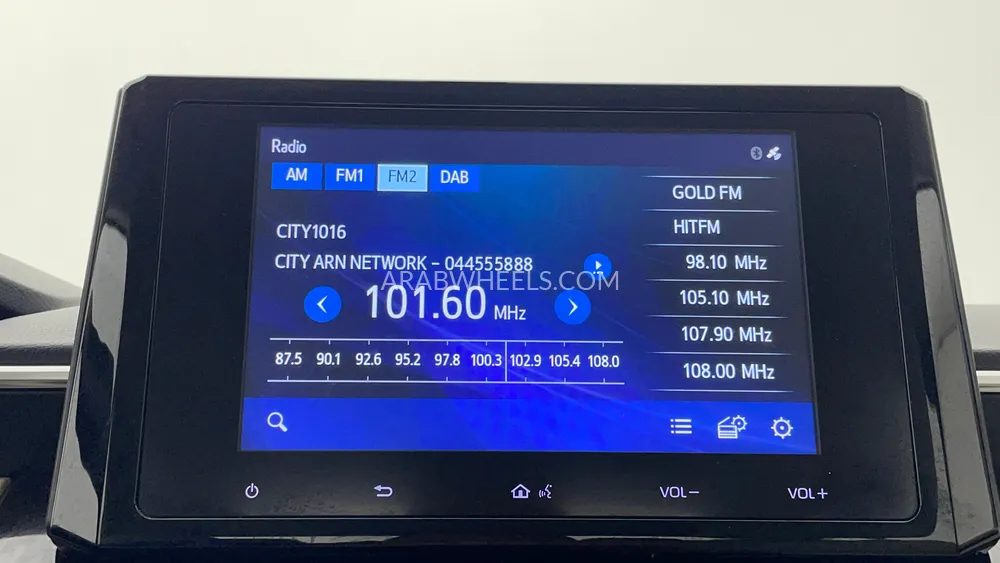 Radio
AM FM1 FM2 DAB
CITY1016
CITY ARN NETWORK – 044555888
101.60 MHz
87.5 90.1 92.6 95.2 97.8 100.3 102.9 105.4 108.0
GOLD FM
HITFM
98.10 MHz
105.10 MHz
107.90 MHz
108.00 MHz
VOL− VOL+
ARABWHEELS.COM